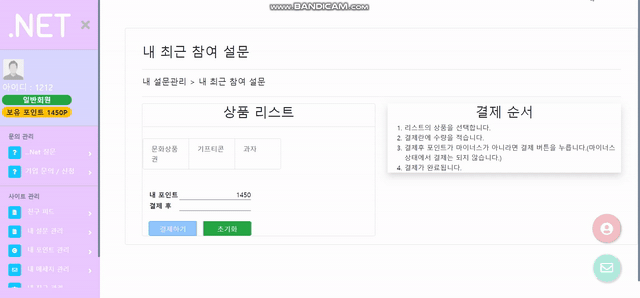 www.BANDICAM.com
.NET ×
아이디 : 1212
일반회원
보유 포인트 1450P
문의 관리
사이트 관리
내 설문 관리
내 포인트 관리
내 메세지 관리
내 최근 참여 설문
내 설문관리 > 내 최근 참여 설문
상품 리스트
문화상품권
기프티콘
과자
내 포인트 1450
결제 후
결제하기
초기화
결제 순서
1. 리스트의 상품을 선택합니다.
2. 결제란에 수량을 적습니다.
3. 결제후 포인트가 마이너스가 아니라면 결제 버튼을 누릅니다.(마이너스
상태에서 결제는 되지 않습니다.)
4. 결제가 완료됩니다.